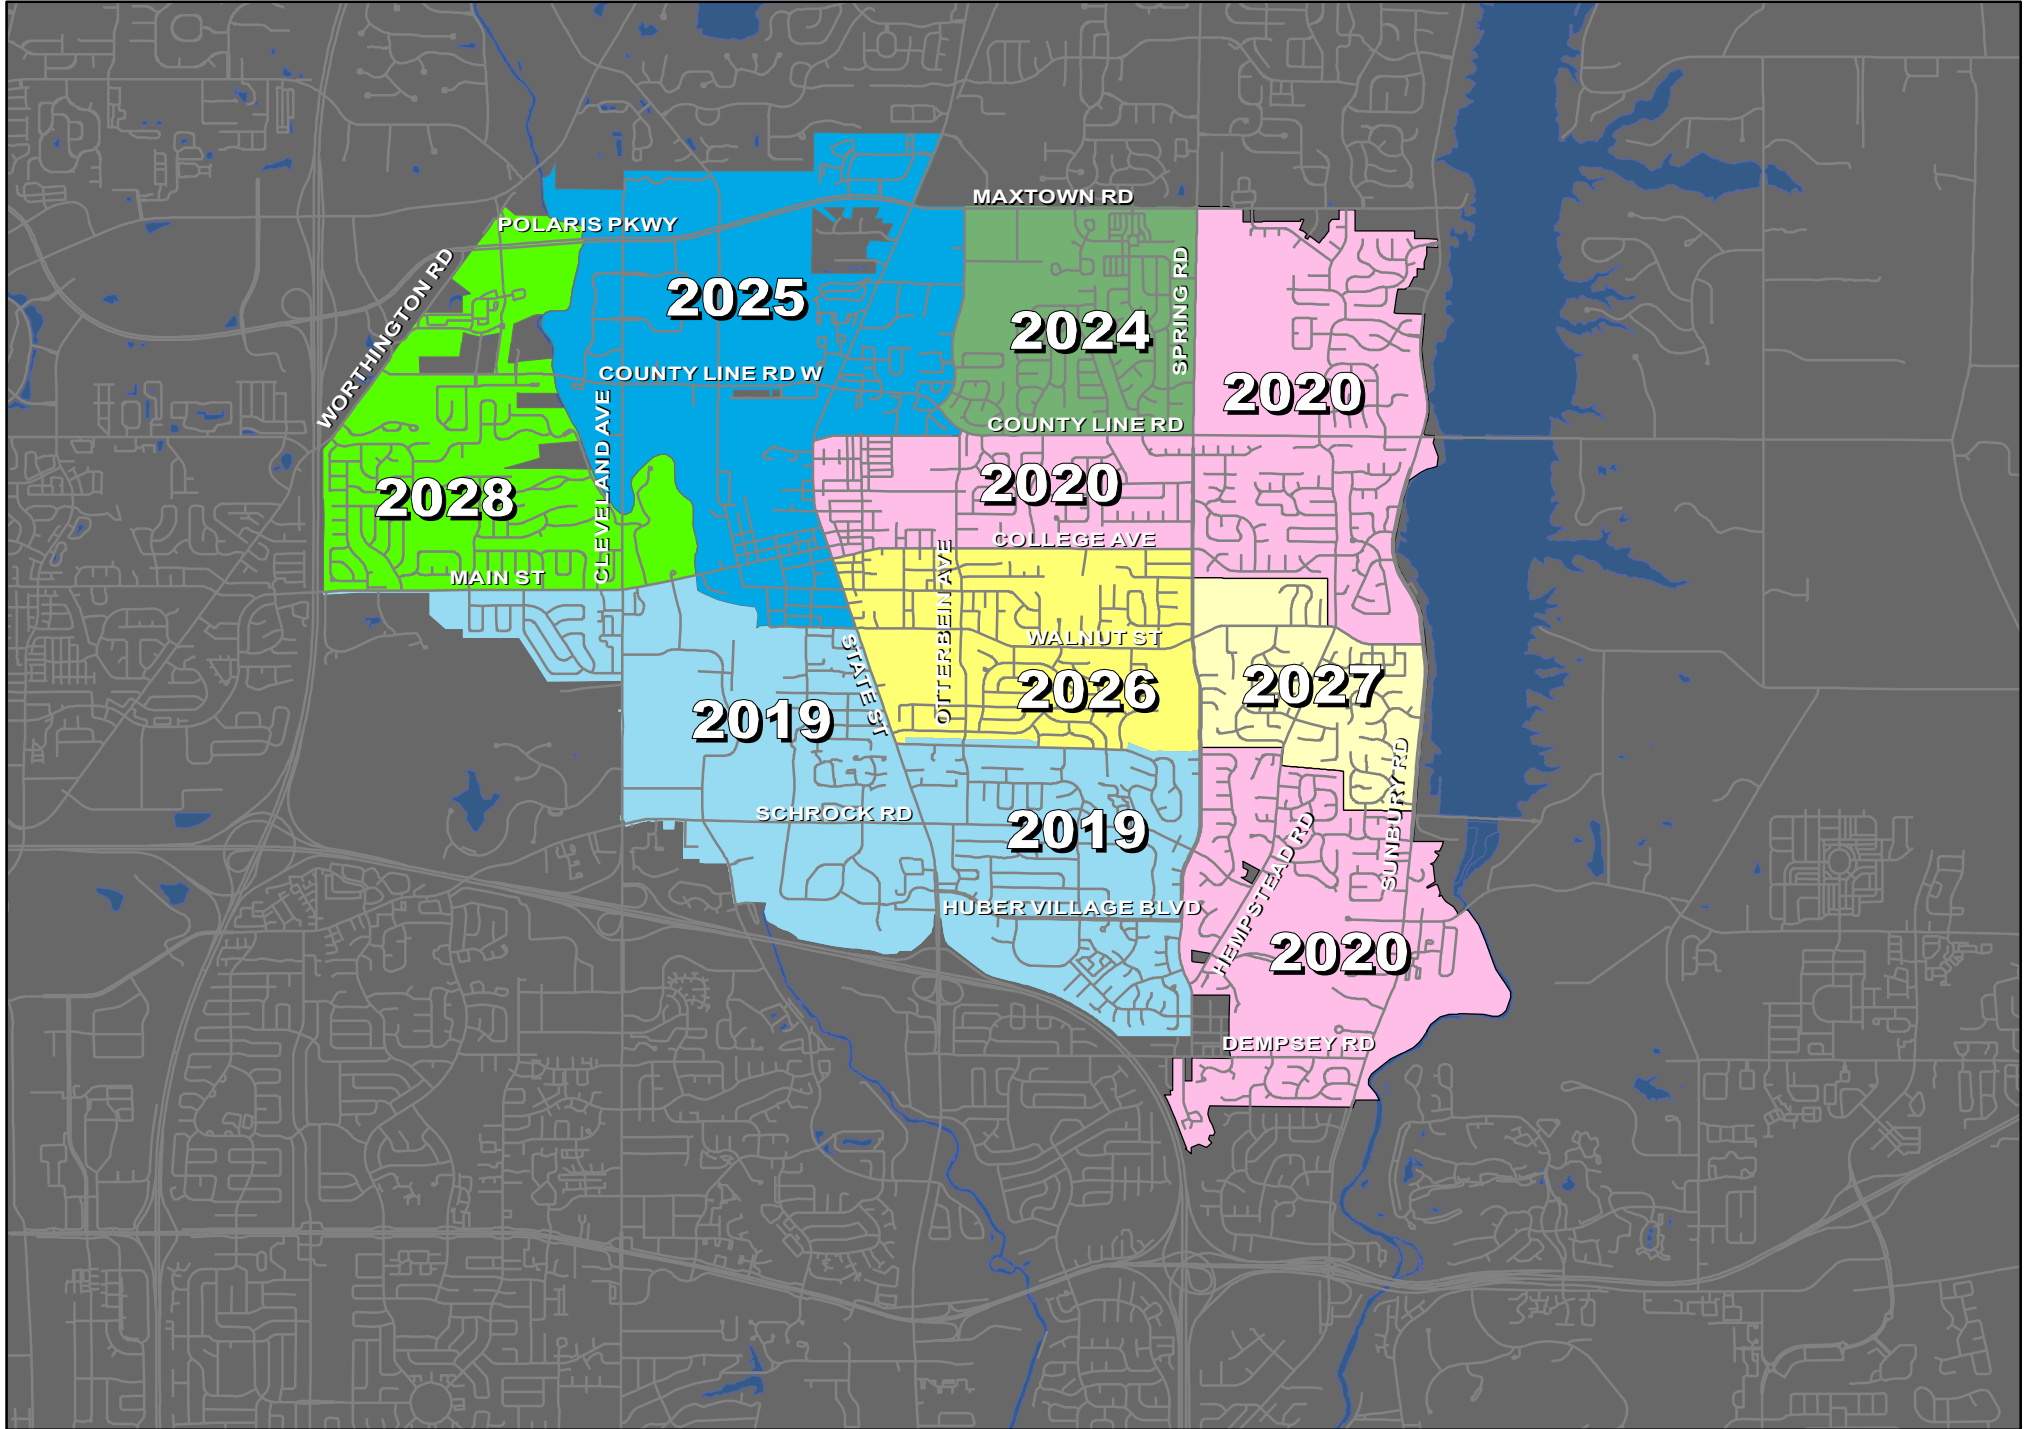 MAXTOWN RD
POLARIS PKWY
WORTHINGTON RD
SPRING RD
2025
2024
COUNTY LINE RD W
2020
CLEVELAND AVE
COUNTY LINE RD
2028
2020
COLLEGE AVE
MAIN ST
OTTERBEIN AVE
WALNUT ST
STATE ST
2026
2027
2019
SUNBURY RD
SCHROCK RD
2019
HEMPSTEAD RD
HUBER VILLAGE BLVD
2020
DEMPSEY RD